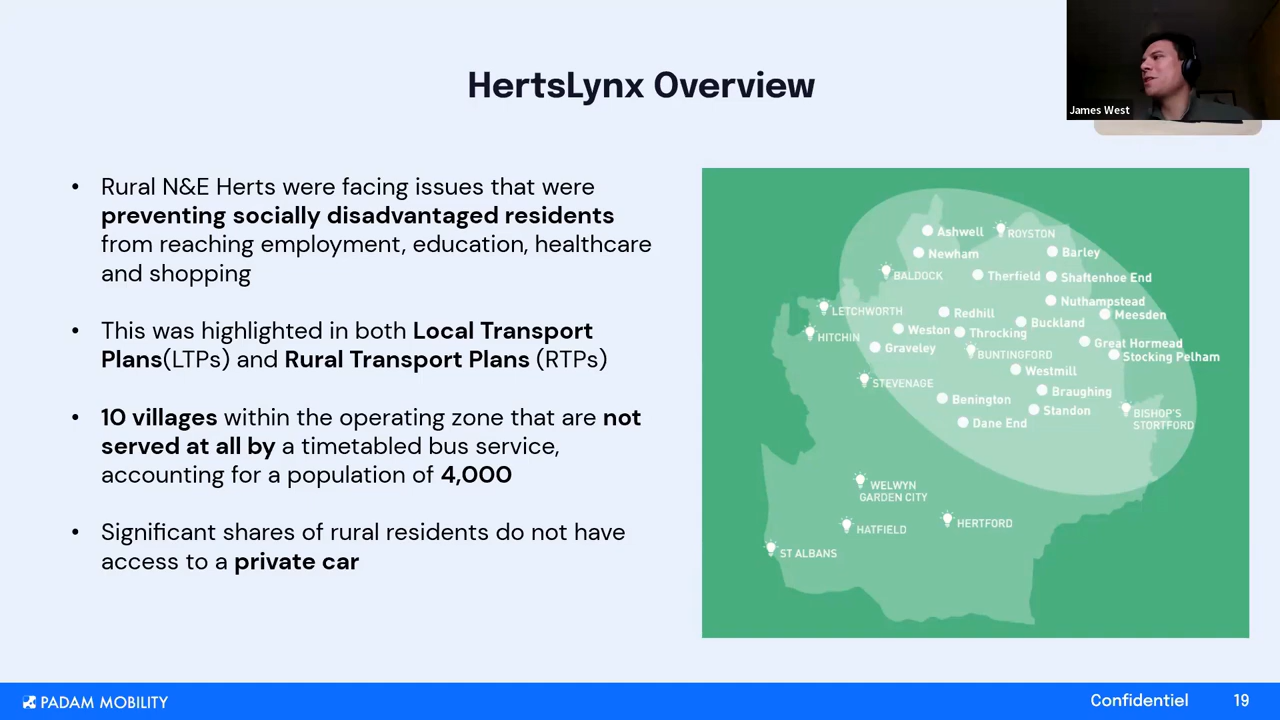 HertsLynx Overview
James West
• Rural N&E Herts were facing issues that were
preventing socially disadvantaged residents
from reaching employment, education, healthcare
and shopping
• This was highlighted in both Local Transport
Plans(LTPs) and Rural Transport Plans (RTPs)
• 10 villages within the operating zone that are not
served at all by a timetabled bus service,
accounting for a population of 4,000
• Significant shares of rural residents do not have
access to a private car
Ashwell
ROYSTON
Newham
Barley
BALDOCK
Therfield
Shaftenhoe End
Nuthampstead
LETCHWORTH
Redhill
Meesden
Buckland
HITCHIN
Weston
Throcking
Great Hormead
Graveley
BUNTINGFORD
Stocking Pelham
Westmill
STEVENAGE
Braughing
Benington
Standon
BISHOP'S
STORTFORD
Dane End
WELWYN
GARDEN CITY
HATFIELD
HERTFORD
ST ALBANS
PADAM MOBILITY
Confidentiel
19